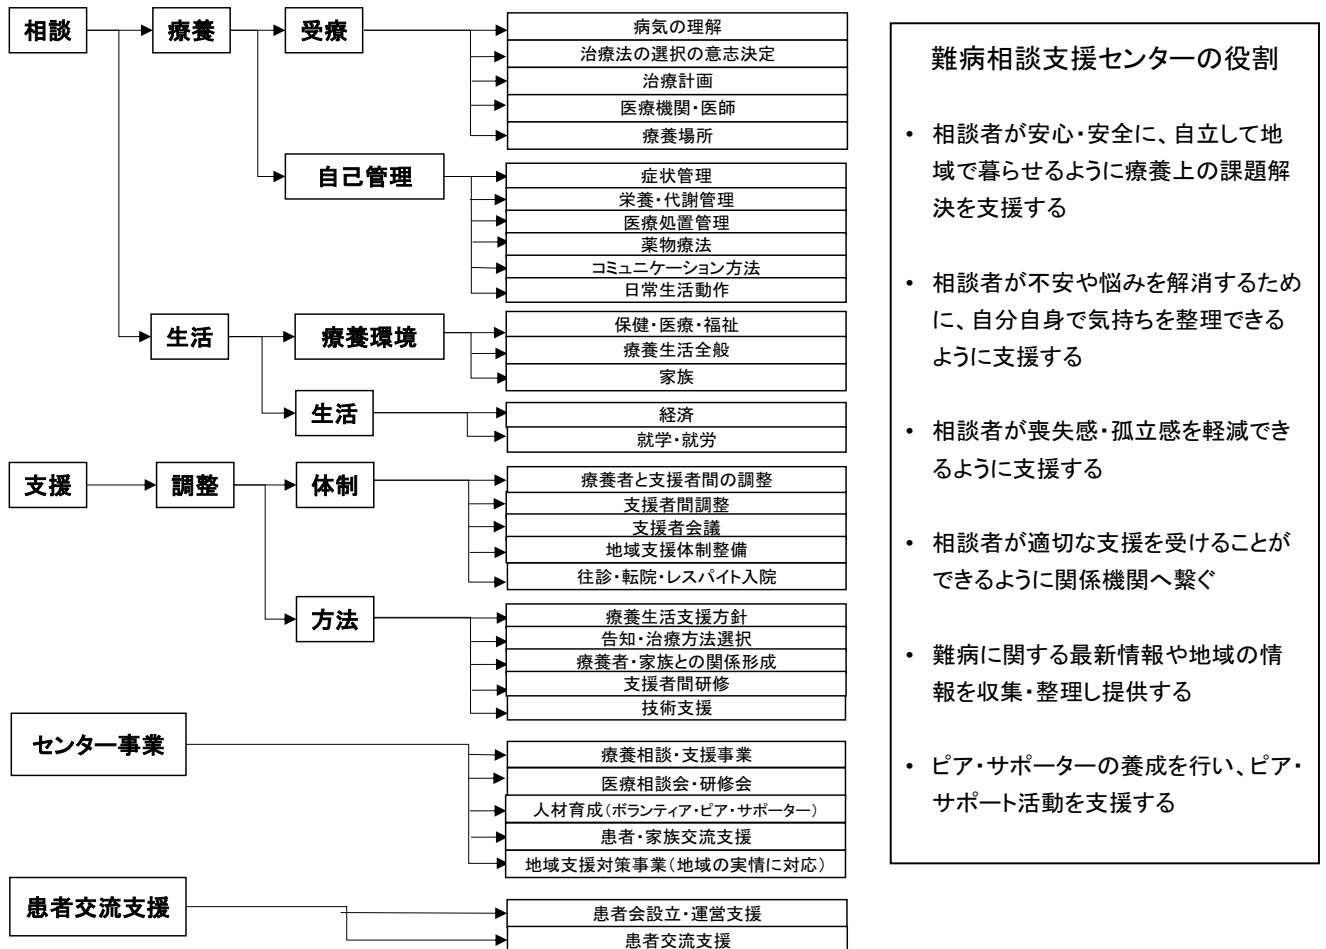 相談
療養
受療
病気の理解
治療法の選択の意志決定
治療計画
医療機関・医師
療養場所
自己管理
症状管理
栄養・代謝管理
医療処置管理
薬物療法
コミュニケーション方法
日常生活動作
生活
療養環境
保健・医療・福祉
療養生活全般
家族
生活
経済
就学・就労
支援
調整
体制
療養者と支援者間の調整
支援者間調整
支援者会議
地域支援体制整備
往診・転院・レスパイト入院
方法
療養生活支援方針
告知・治療方法選択
療養者・家族との関係形成
支援者間研修
技術支援
センター事業
療養相談・支援事業
医療相談会・研修会
人材育成（ボランティア・ピア・サポーター）
患者・家族交流支援
地域支援対策事業（地域の実情に対応）
患者交流支援
患者会設立・運営支援
患者交流支援
難病相談支援センターの役割
• 相談者が安心・安全に、自立して地
域で暮らせるように療養上の課題解
決を支援する
• 相談者が不安や悩みを解消するため
に、自分自身で気持ちを整理できる
ように支援する
• 相談者が喪失感・孤立感を軽減でき
るように支援する
• 相談者が適切な支援を受けることが
できるように関係機関へ繋ぐ
• 難病に関する最新情報や地域の情
報を収集・整理し提供する
• ピア・サポーターの養成を行い、ピア・
サポート活動を支援する